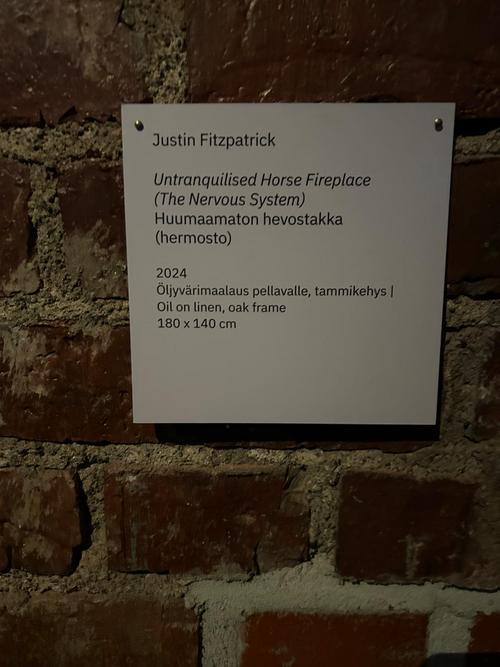 Justin Fitzpatrick
Untranquilised Horse Fireplace
(The Nervous System)
Huumaamaton hevostakka
(hermosto)
2024
Öljyvärimaalaus pellavalle, tammikehys |
Oil on linen, oak frame
180 x 140 cm